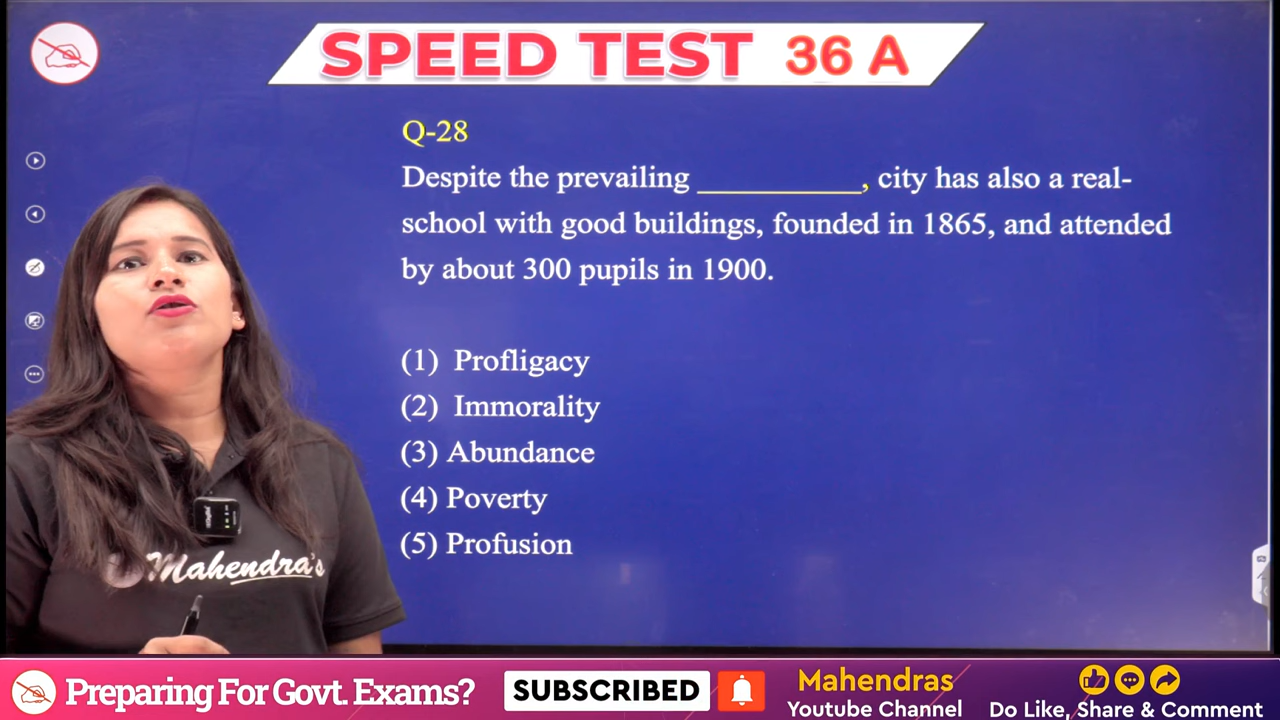 SPEED TEST 36 A
Q-28
Despite the prevailing __________, city has also a real-
school with good buildings, founded in 1865, and attended
by about 300 pupils in 1900.
(1) Profligacy
(2) Immorality
(3) Abundance
(4) Poverty
(5) Profusion
Mahendra's
Preparing For Govt. Exams?
SUBSCRIBED
Mahendras
Youtube Channel
Do Like, Share & Comment